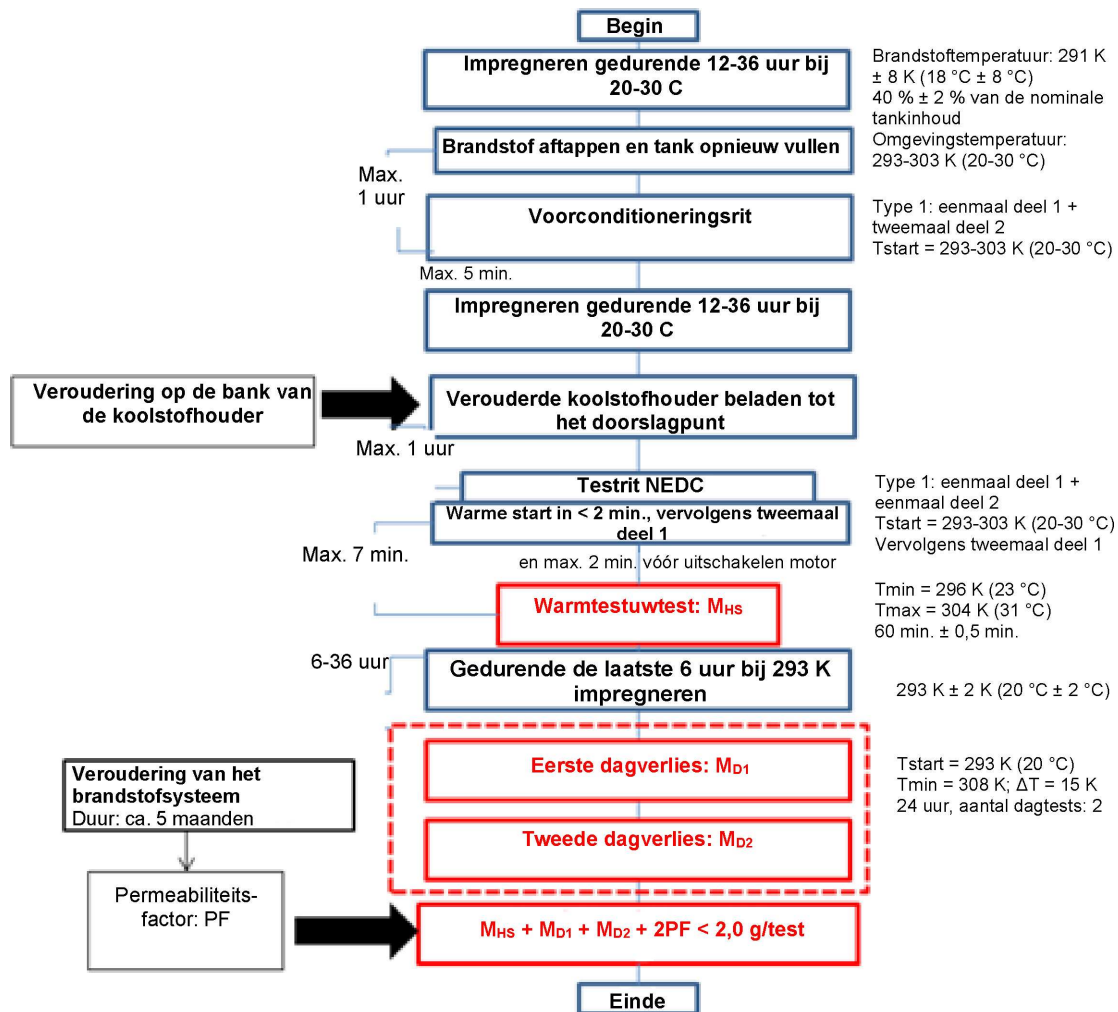 Begin
Impregneren gedurende 12-36 uur bij
20-30 C
Brandstoftemperatuur: 291 K
± 8 K (18 °C ± 8 °C)
40 % ± 2 % van de nominale
tankinhoud
Omgevingstemperatuur:
293-303 K (20-30 °C)
Brandstof aftappen en tank opnieuw vullen
Max.
1 uur
Voorconditioneringsrit
Type 1: eenmaal deel 1 +
tweemaal deel 2
Tstart = 293-303 K (20-30 °C)
Max. 5 min.
Impregneren gedurende 12-36 uur bij
20-30 C
Veroudering op de bank van
de koolstofhouder
Verouderde koolstofhouder beladen tot
het doorslagpunt
Max. 1 uur
Testrit NEDC
Warme start in < 2 min., vervolgens tweemaal
deel 1
Type 1: eenmaal deel 1 +
eenmaal deel 2
Tstart = 293-303 K (20-30 °C)
Vervolgens tweemaal deel 1
Max. 7 min.
en max. 2 min. vóór uitschakelen motor
Warmtestuwtest: MHS
Tmin = 296 K (23 °C)
Tmax = 304 K (31 °C)
60 min. ± 0,5 min.
6-36 uur
Gedurende de laatste 6 uur bij 293 K
impregneren
293 K ± 2 K (20 °C ± 2 °C)
Eerste dagverlies: MD1
Tstart = 293 K (20 °C)
Tmin = 308 K; ΔT = 15 K
24 uur, aantal dagtests: 2
Veroudering van het
brandstofsysteem
Duur: ca. 5 maanden
Tweede dagverlies: MD2
Permeabiliteits-
factor: PF
MHS + MD1 + MD2 + 2PF < 2,0 g/test
Einde